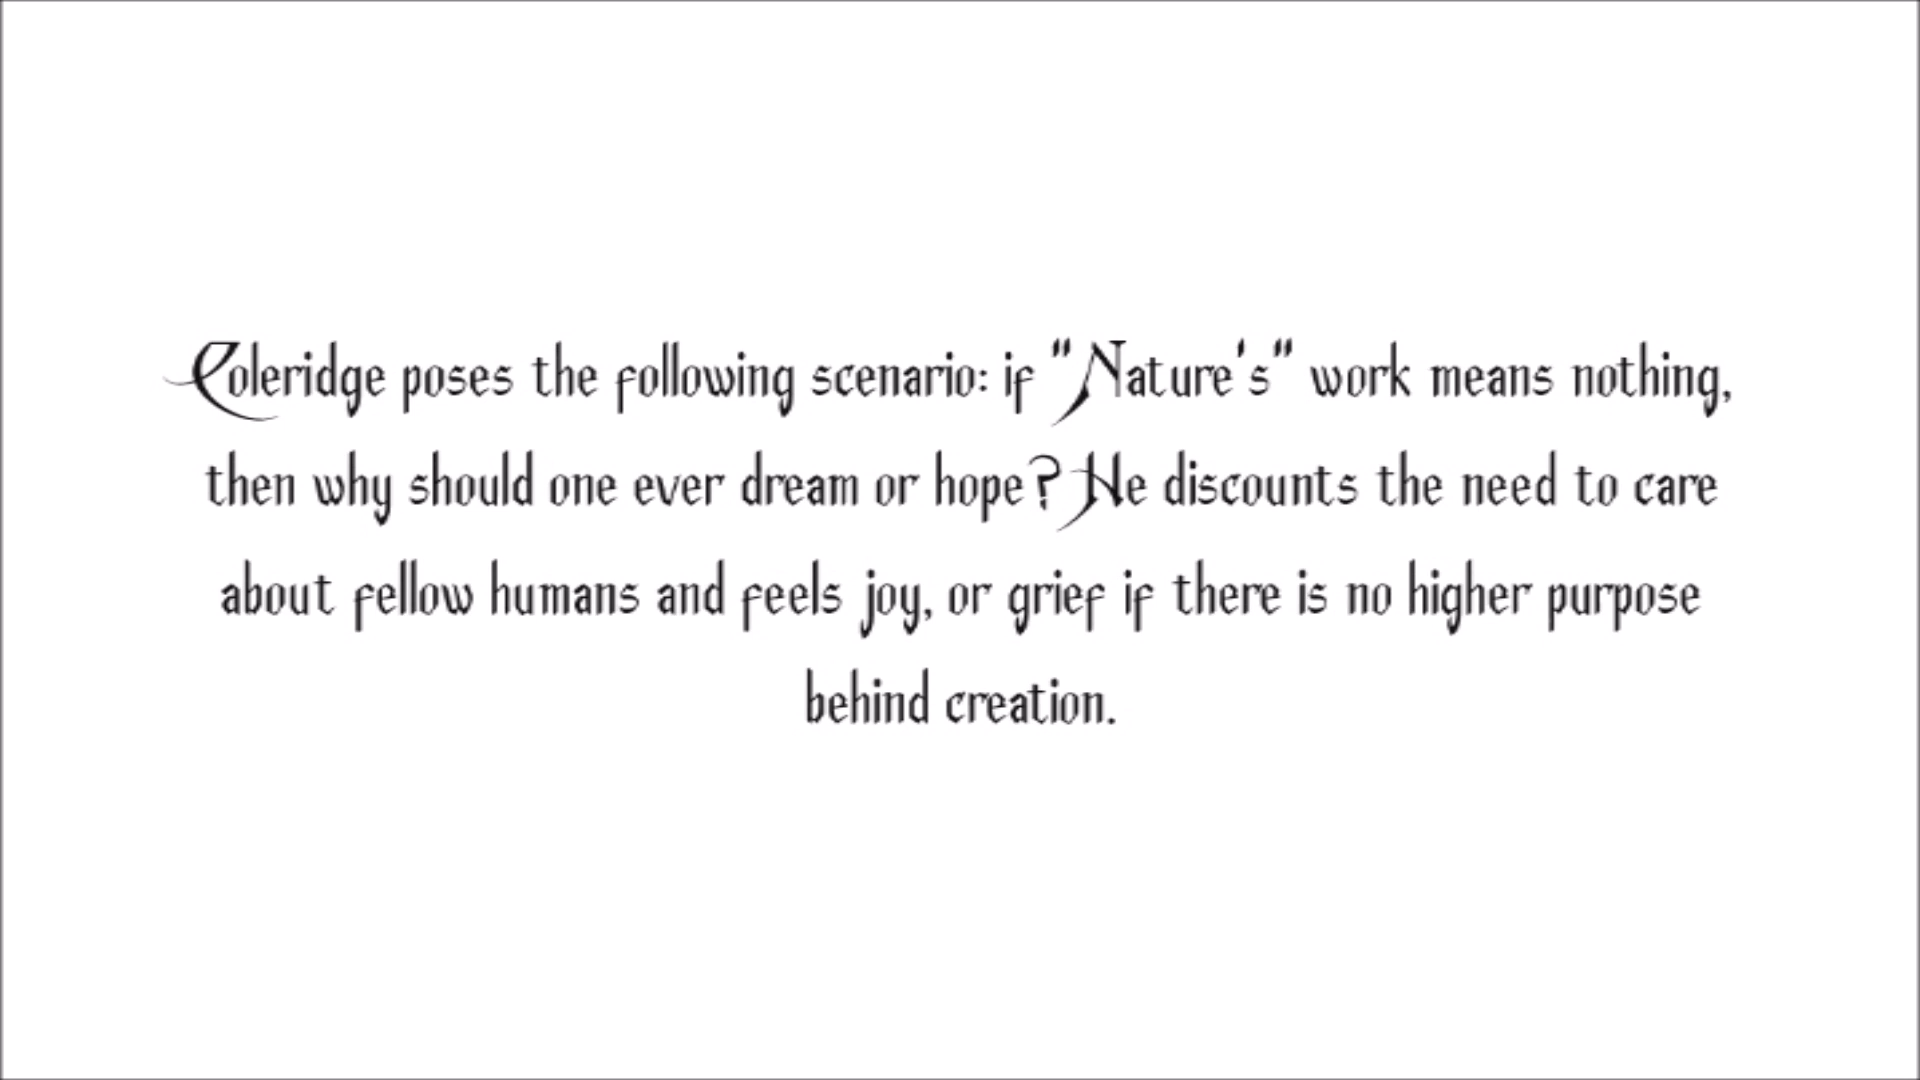 Coleridge poses the following scenario: if "Nature's" work means nothing,
then why should one ever dream or hope? He discounts the need to care
about fellow humans and feels joy, or grief if there is no higher purpose
behind creation.